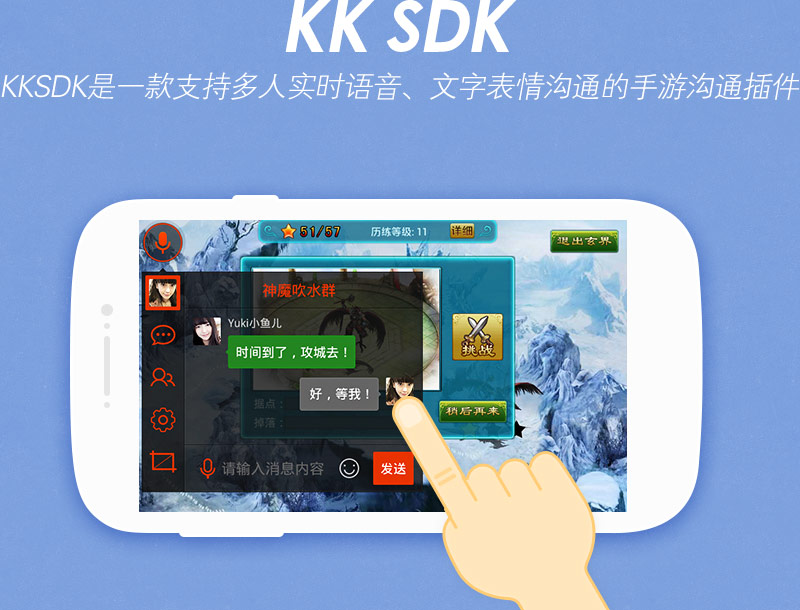 KK SDK
KKSDK是一款支持多人实时语音、文字表情沟通的手游沟通插件
51/57
历练等级: 11
详细
退出玄界
神魔吹水群
Yuki小鱼儿
时间到了，攻城去！
挑战
好，等我！
掉落：
稍后再来
请输入消息内容
发送